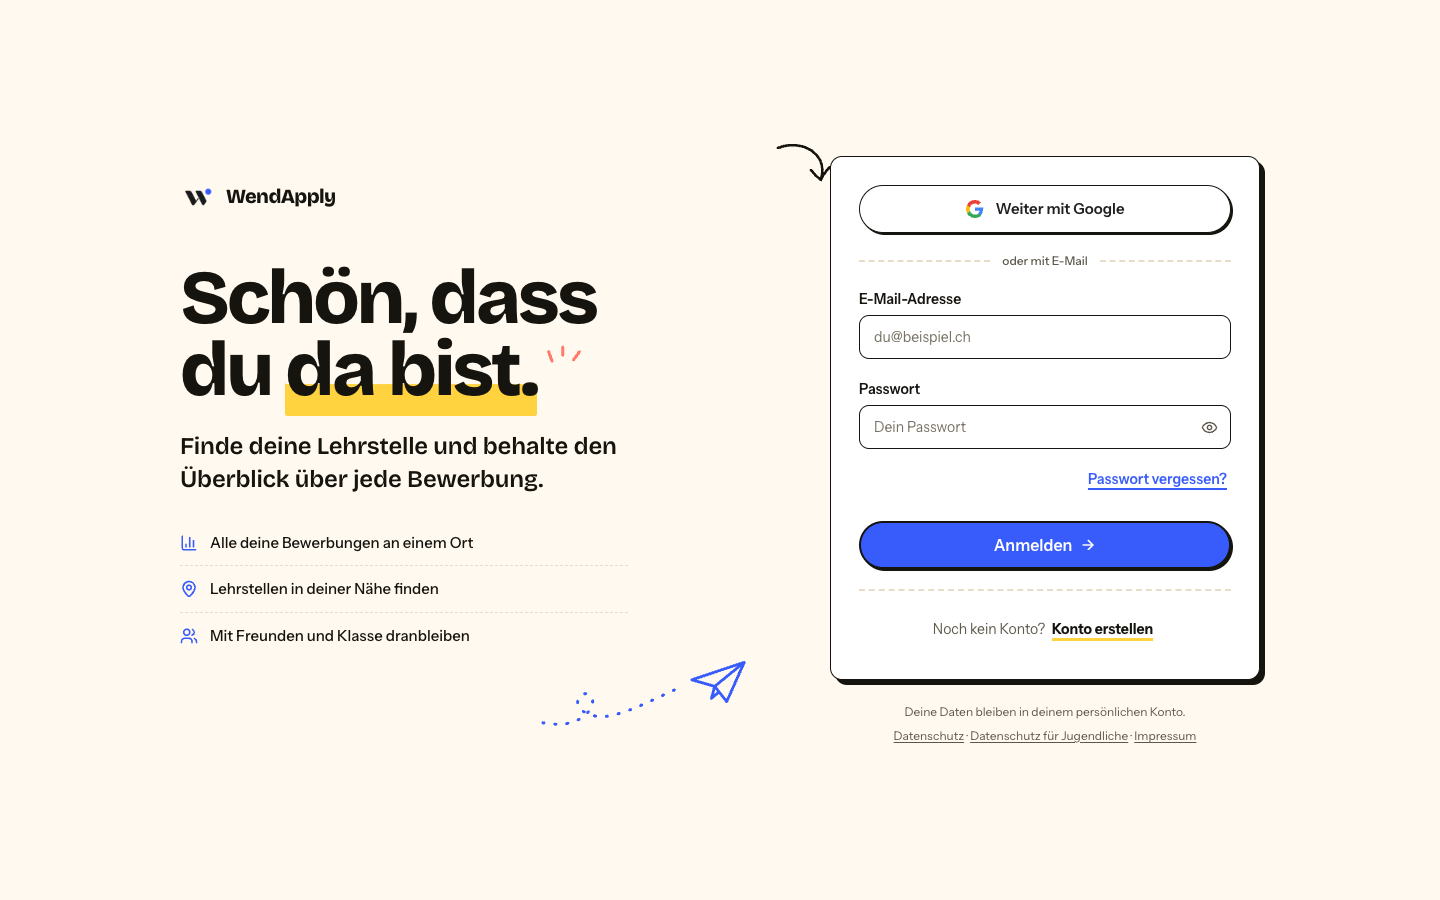 WendApply
Schön, dass
du da bist.
Finde deine Lehrstelle und behalte den
Überblick über jede Bewerbung.
Alle deine Bewerbungen an einem Ort
Lehrstellen in deiner Nähe finden
Mit Freunden und Klasse dranbleiben
Weiter mit Google
oder mit E-Mail
E-Mail-Adresse
du@beispiel.ch
Passwort
Dein Passwort
Passwort vergessen?
Anmelden →
Noch kein Konto? Konto erstellen
Deine Daten bleiben in deinem persönlichen Konto.
Datenschutz · Datenschutz für Jugendliche · Impressum